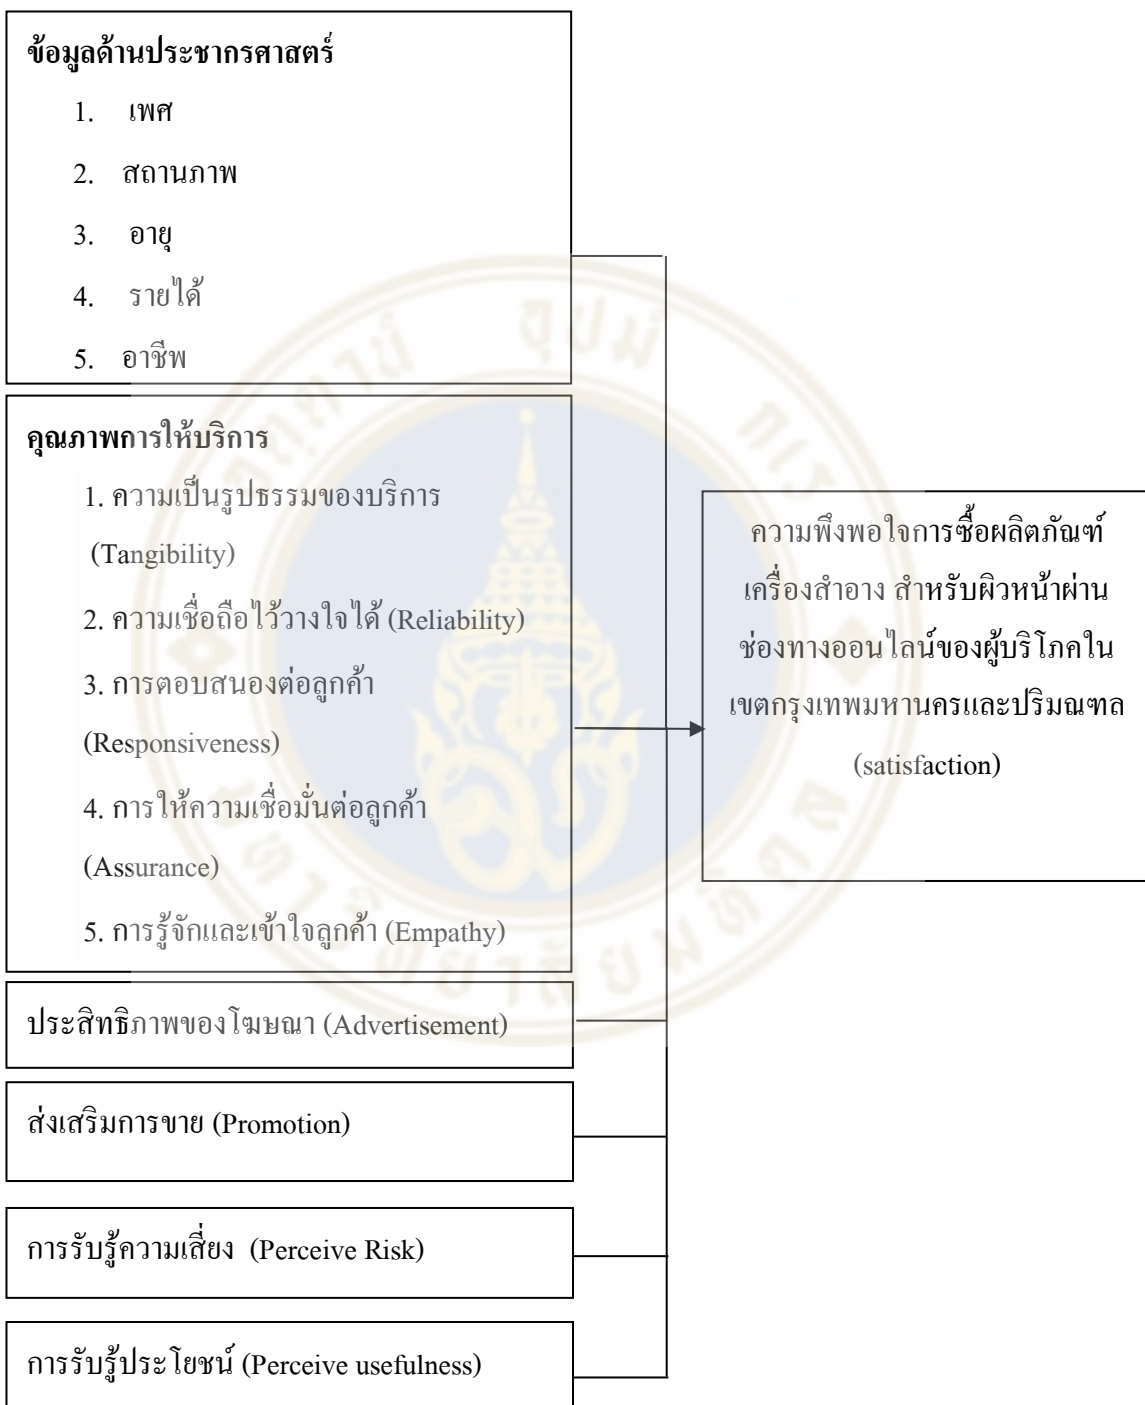 ข้อมูลด้านประชากรศาสตร์
1. เพศ
2. สถานภาพ
3. อายุ
4. รายได้
5. อาชีพ
คุณภาพการให้บริการ
1. ความเป็นรูปธรรมของบริการ
(Tangibility)
2. ความเชื่อถือไว้วางใจได้ (Reliability)
3. การตอบสนองต่อลูกค้า
(Responsiveness)
4. การให้ความเชื่อมั่นต่อลูกค้า
(Assurance)
5. การรู้จักและเข้าใจลูกค้า (Empathy)
ประสิทธิภาพของโฆษณา (Advertisement)
ส่งเสริมการขาย (Promotion)
การรับรู้ความเสี่ยง (Perceive Risk)
การรับรู้ประโยชน์ (Perceive usefulness)
ความพึงพอใจการซื้อผลิตภัณฑ์
เครื่องสำอาง สำหรับผิวหน้าผ่าน
ช่องทางออนไลน์ของผู้บริโภคใน
เขตกรุงเทพมหานครและปริมณฑล
(satisfaction)